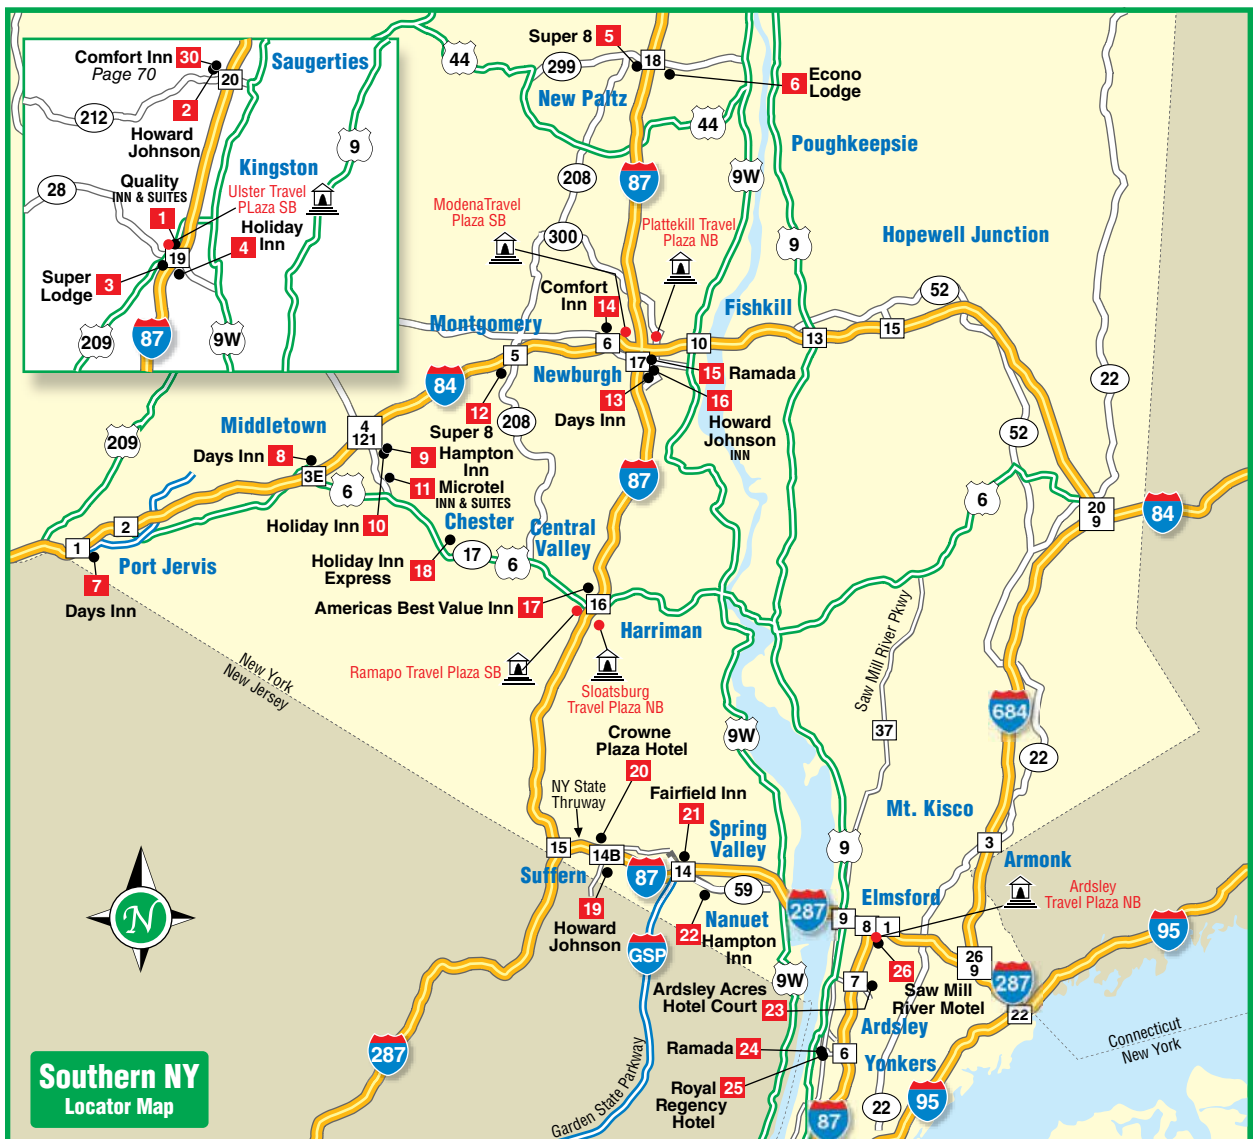 Comfort Inn 30
Page 70
20
Saugerties
2
212
Howard
Johnson
9
Kingston
28
Quality
INN & SUITES
Ulster Travel
PLaza SB
1
4
Holiday
Inn
19
Super
Lodge
3
209
87
9W
44
Super 8 5
18
299
New Paltz
6 Econo
Lodge
44
Poughkeepsie
208
87
9W
ModenaTravel
Plaza SB
Plattekill Travel
Plaza NB
300
9
Hopewell Junction
52
Comfort
Inn
14
Fishkill
Montgomery
5
6
17
10
13
15
Newburgh
15 Ramada
84
22
12
Super 8
208
13
Days Inn
16
Howard
Johnson
INN
209
Middletown
4
121
52
Days Inn 8
3E
9 Hampton
Inn
87
6
11 Microtel
INN & SUITES
6
20
9
84
Holiday Inn 10
Chester
Central
Valley
1
2
Port Jervis
17
6
7
Days Inn
Holiday Inn
Express
18
Americas Best Value Inn 17
16
Harriman
Saw Mill River Pkwy
New York
New Jersey
Ramapo Travel Plaza SB
Sloatsburg
Travel Plaza NB
684
9W
37
22
Crowne
Plaza Hotel
20
NY State
Thruway
Fairfield Inn
21
Mt. Kisco
Spring
Valley
15
14B
9
3
Armonk
Suffern
87
14
59
Elmsford
Ardsley
Travel Plaza NB
287
19
Howard
Johnson
22
Nanuet
Hampton
Inn
9
8
1
95
N
GSP
26
9
287
9W
26
Saw Mill
River Motel
7
Ardsley Acres
Hotel Court
23
22
Ardsley
Connecticut
New York
287
Ramada 24
6
Yonkers
Southern NY
Locator Map
Garden State Parkway
Royal
Regency
Hotel
25
87
22
95